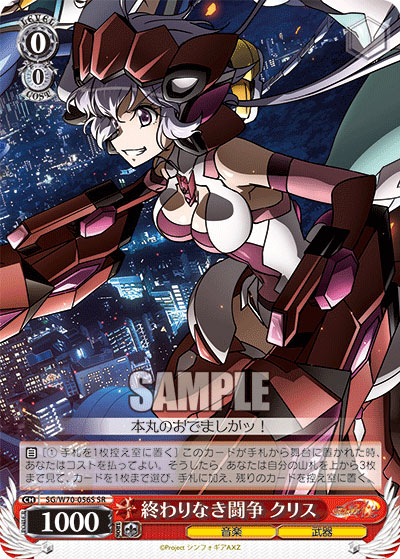 LEVEL
0
0
COST
SAMPLE
本丸のおでましかッ！
［① 手札を1枚控え室に置く］ このカードが手札から舞台に置かれた時、
あなたはコストを払ってよい。そうしたら、あなたは自分の山札を上から3枚
まで見て、カードを1枚まで選び、手札に加え、残りのカードを控え室に置く。
CH
SG/W70-056S SR
1000
終わりなき闘争 クリス
音楽
武器
©Project シンフォギアAXZ